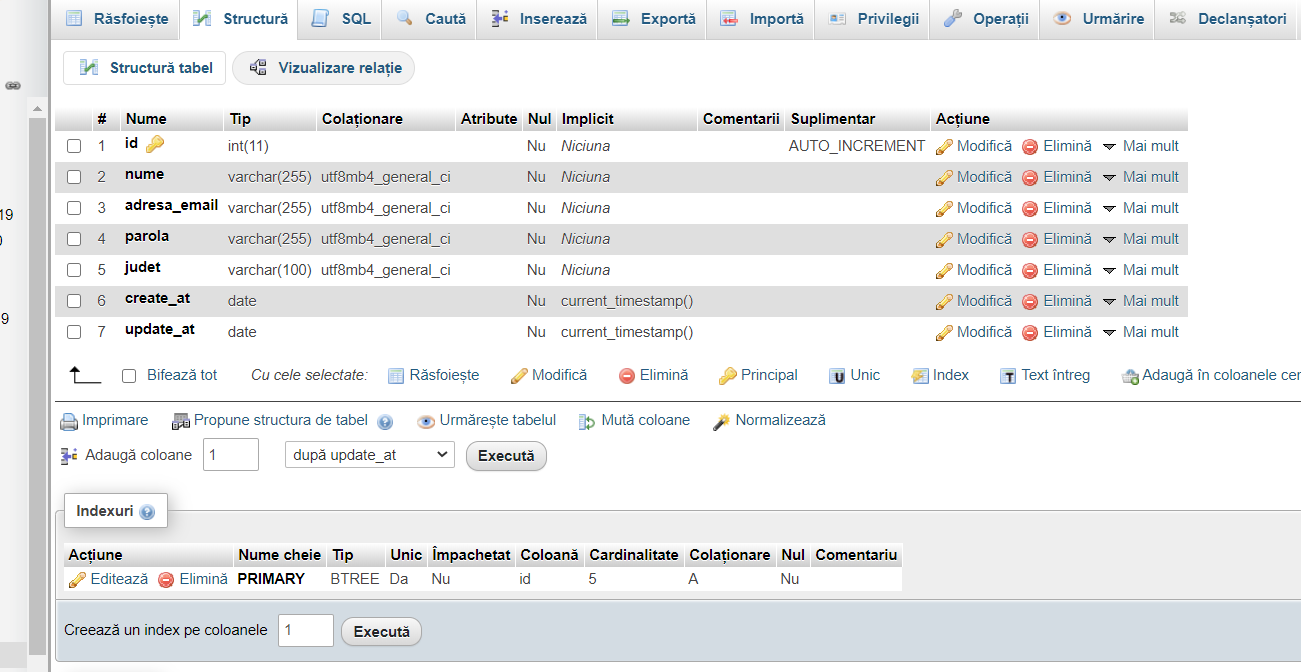 Răsfoiește Structură SQL Caută Inserează Exportă Importă Privilegii Operații Urmărire Declanșatori
Structură tabel Vizualizare relație
# Nume Tip Colaționare Atribute Nul Implicit Comentarii Suplimentar Acțiune
1 id int(11) Nu Niciuna AUTO_INCREMENT Modifică Elimină Mai mult
2 nume varchar(255) utf8mb4_general_ci Nu Niciuna Modifică Elimină Mai mult
19
3 adresa_email varchar(255) utf8mb4_general_ci Nu Niciuna Modifică Elimină Mai mult
4 parola varchar(255) utf8mb4_general_ci Nu Niciuna Modifică Elimină Mai mult
5 judet varchar(100) utf8mb4_general_ci Nu Niciuna Modifică Elimină Mai mult
6 create_at date Nu current_timestamp() Modifică Elimină Mai mult
9
7 update_at date Nu current_timestamp() Modifică Elimină Mai mult
Bifează tot Cu cele selectate: Răsfoiește Modifică Elimină Principal Unic Index Text întreg Adaugă în coloanele cer
Imprimare Propune structura de tabel Urmărește tabelul Mută coloane Normalizează
Adaugă coloane 1 după update_at Execută
Indexuri
Acțiune Nume cheie Tip Unic Împachetat Coloană Cardinalitate Colaționare Nul Comentariu
Editează Elimină PRIMARY BTREE Da Nu id 5 A Nu
Creează un index pe coloanele 1 Execută